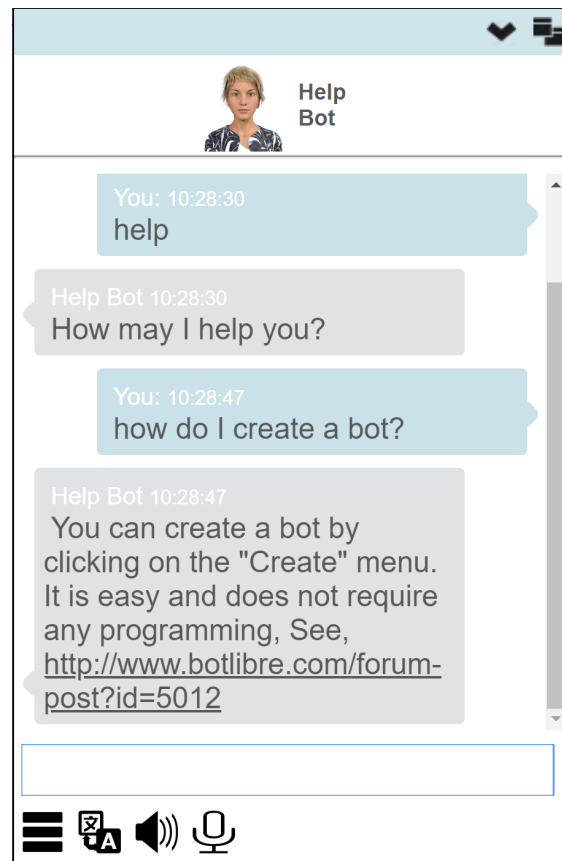 Help
Bot
You: 10:28:30
help
Help Bot 10:28:30
How may I help you?
You: 10:28:47
how do I create a bot?
Help Bot 10:28:47
You can create a bot by
clicking on the "Create" menu.
It is easy and does not require
any programming, See,
http://www.botlibre.com/forum-
post?id=5012
文
A